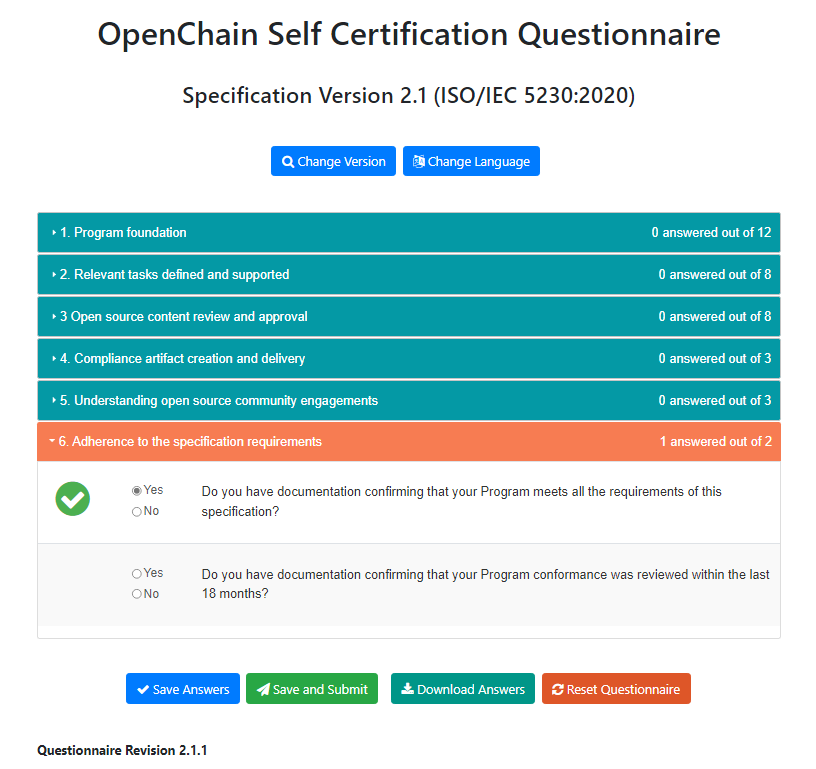 OpenChain Self Certification Questionnaire
Specification Version 2.1 (ISO/IEC 5230:2020)
Change Version Change Language
1. Program foundation 0 answered out of 12
2. Relevant tasks defined and supported 0 answered out of 8
3 Open source content review and approval 0 answered out of 8
4. Compliance artifact creation and delivery 0 answered out of 3
5. Understanding open source community engagements 0 answered out of 3
6. Adherence to the specification requirements 1 answered out of 2
Yes Do you have documentation confirming that your Program meets all the requirements of this
No specification?
Yes Do you have documentation confirming that your Program conformance was reviewed within the last
No 18 months?
Save Answers Save and Submit Download Answers Reset Questionnaire
Questionnaire Revision 2.1.1